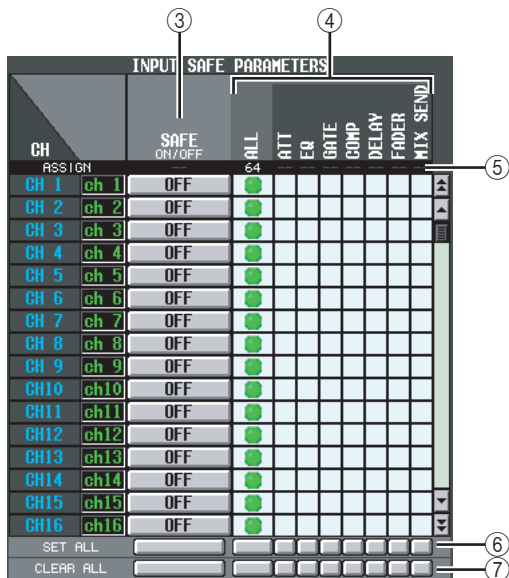 ③ ④
INPUT SAFE PARAMETERS
CH SAFE ON/OFF ALL ATT EQ GATE COMP DELAY FADER MIX SEND
ASSIGN -- 64 -- -- -- -- -- -- -- ⑤
CH 1 ch 1 OFF
CH 2 ch 2 OFF
CH 3 ch 3 OFF
CH 4 ch 4 OFF
CH 5 ch 5 OFF
CH 6 ch 6 OFF
CH 7 ch 7 OFF
CH 8 ch 8 OFF
CH 9 ch 9 OFF
CH10 ch10 OFF
CH11 ch11 OFF
CH12 ch12 OFF
CH13 ch13 OFF
CH14 ch14 OFF
CH15 ch15 OFF
CH16 ch16 OFF
SET ALL ⑥
CLEAR ALL ⑦